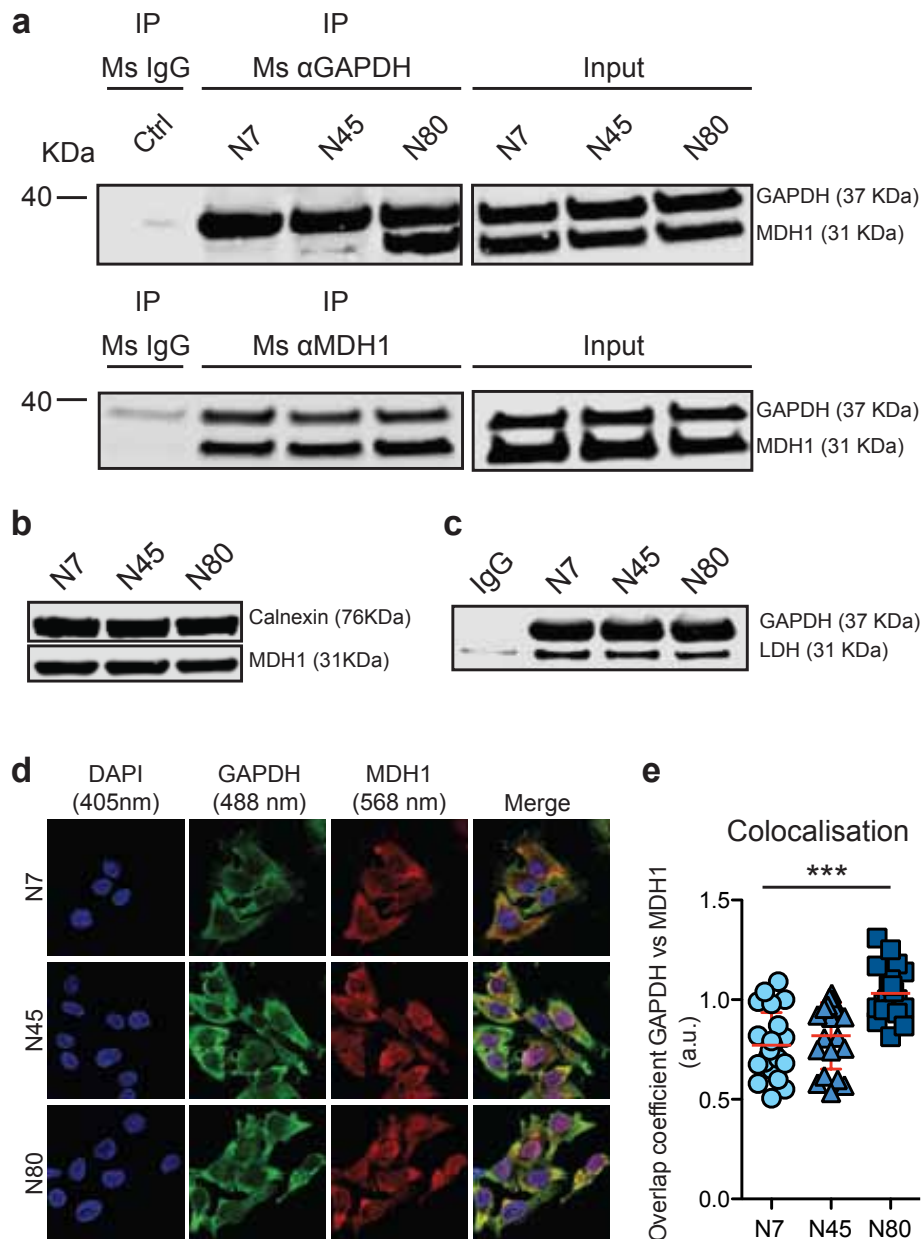 a
IP IP
Ms IgG Ms αGAPDH Input
KDa Ctrl N7 N45 N80 N7 N45 N80
40
GAPDH (37 KDa)
MDH1 (31 KDa)
IP IP
Ms IgG Ms αMDH1 Input
40
GAPDH (37 KDa)
MDH1 (31 KDa)
b
N7 N45 N80
Calnexin (76KDa)
MDH1 (31KDa)
c
IgG N7 N45 N80
GAPDH (37 KDa)
LDH (31 KDa)
d
DAPI GAPDH MDH1
(405nm) (488 nm) (568 nm) Merge
N7
N45
N80
e
Colocalisation
***
Overlap coefficient GAPDH vs MDH1
(a.u.)
1.5
1.0
0.5
0.0
N7 N45 N80